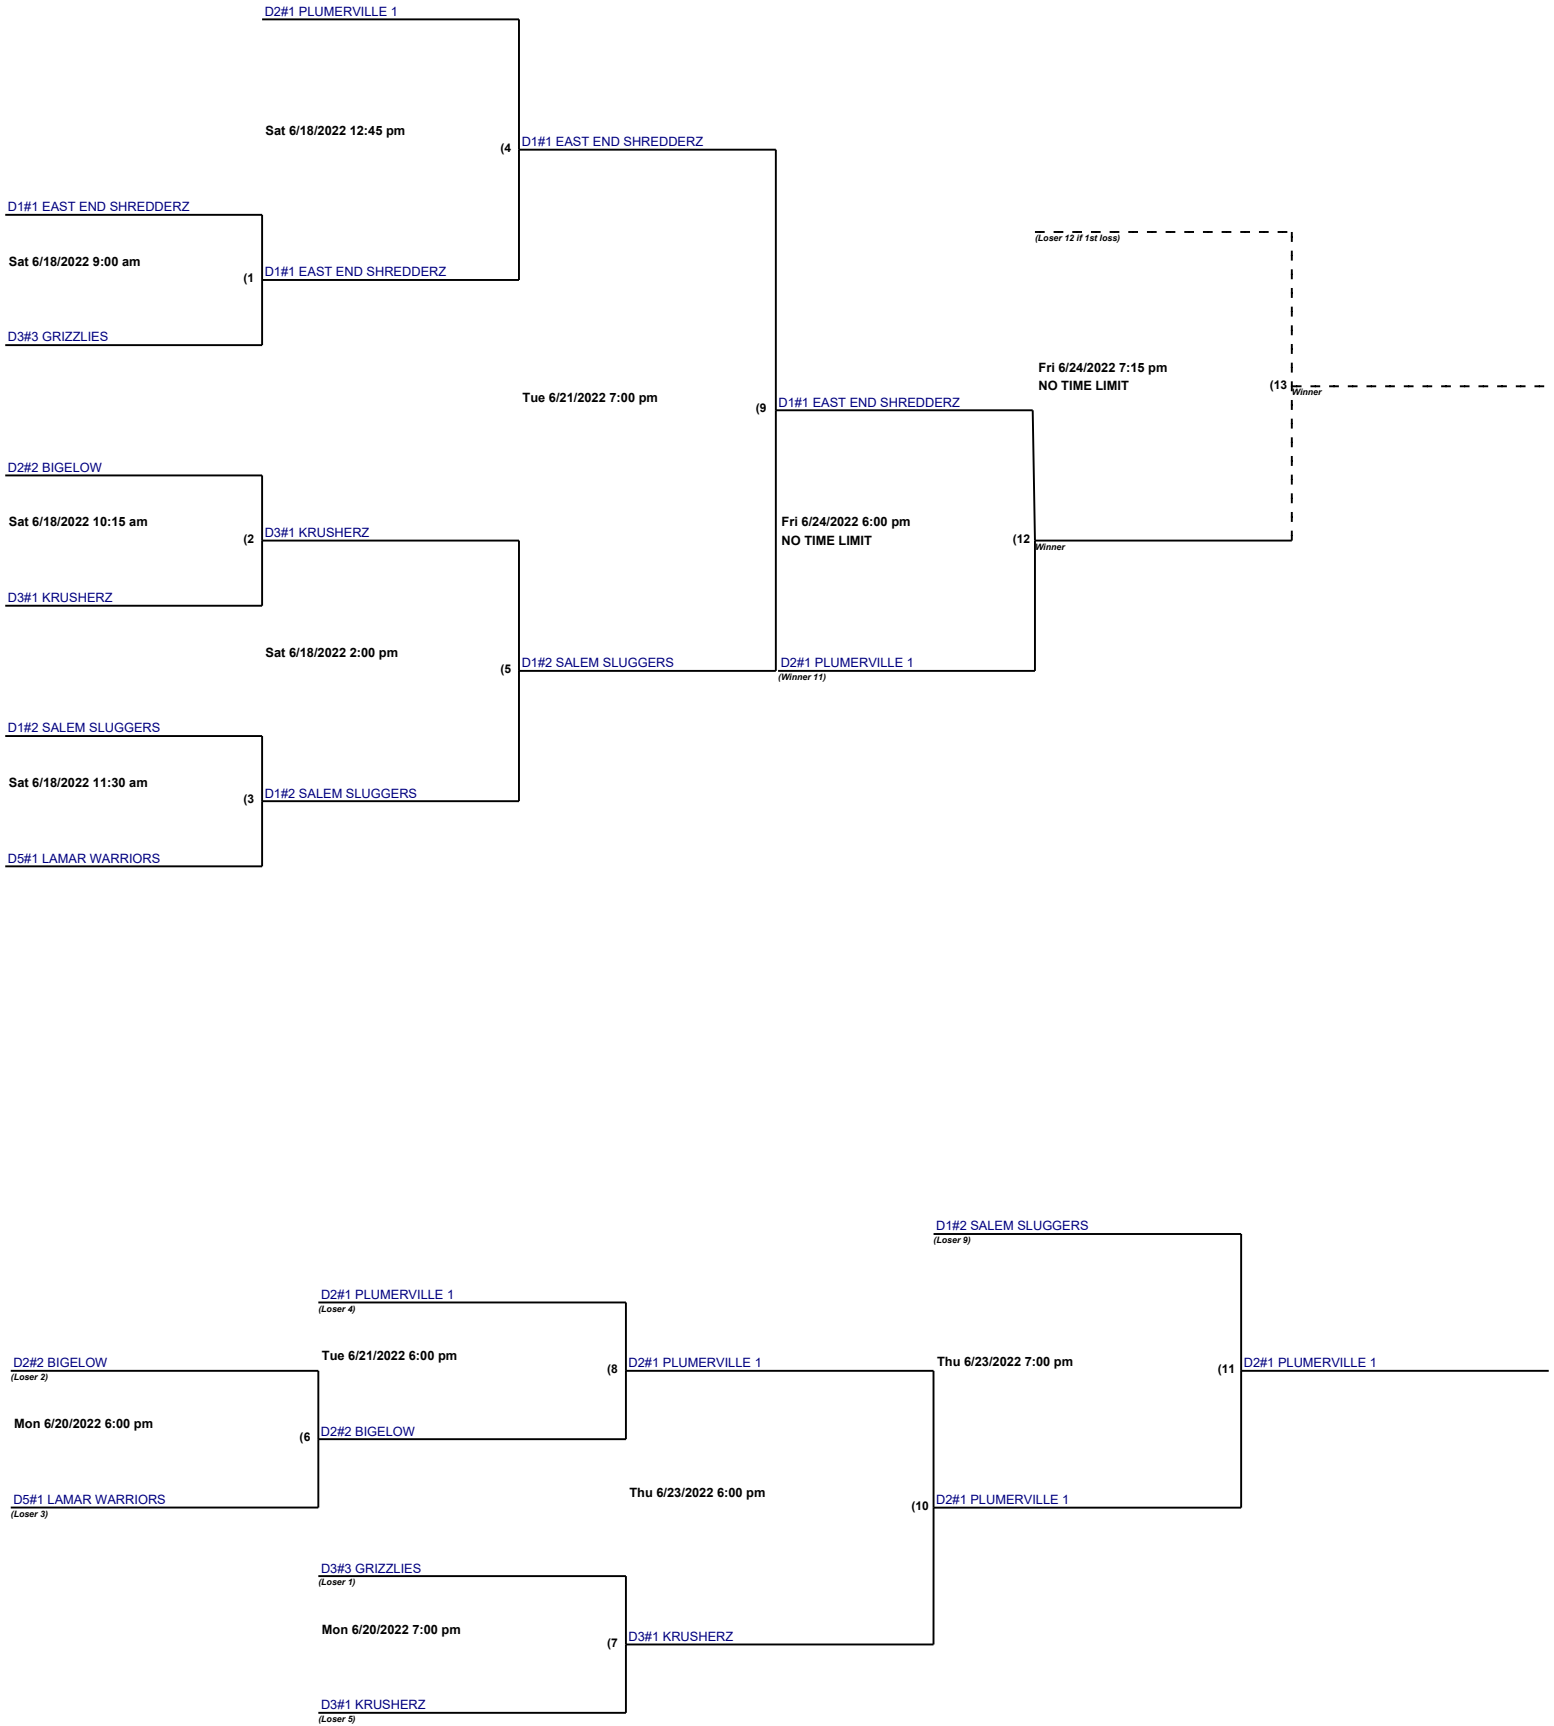 D2#1 PLUMERVILLE 1
Sat 6/18/2022 12:45 pm
(4
D1#1 EAST END SHREDDERZ
D1#1 EAST END SHREDDERZ
(Loser 12 if 1st loss)
Sat 6/18/2022 9:00 am
(1
D1#1 EAST END SHREDDERZ
D3#3 GRIZZLIES
Fri 6/24/2022 7:15 pm
NO TIME LIMIT
(13
Winner
Tue 6/21/2022 7:00 pm
(9
D1#1 EAST END SHREDDERZ
D2#2 BIGELOW
Sat 6/18/2022 10:15 am
(2
D3#1 KRUSHERZ
Fri 6/24/2022 6:00 pm
NO TIME LIMIT
(12
Winner
D3#1 KRUSHERZ
Sat 6/18/2022 2:00 pm
(5
D1#2 SALEM SLUGGERS
D2#1 PLUMERVILLE 1
(Winner 11)
D1#2 SALEM SLUGGERS
Sat 6/18/2022 11:30 am
(3
D1#2 SALEM SLUGGERS
D5#1 LAMAR WARRIORS
D1#2 SALEM SLUGGERS
(Loser 9)
D2#1 PLUMERVILLE 1
(Loser 4)
Tue 6/21/2022 6:00 pm
(8
D2#1 PLUMERVILLE 1
Thu 6/23/2022 7:00 pm
(11
D2#1 PLUMERVILLE 1
D2#2 BIGELOW
(Loser 2)
Mon 6/20/2022 6:00 pm
(6
D2#2 BIGELOW
D5#1 LAMAR WARRIORS
(Loser 3)
Thu 6/23/2022 6:00 pm
(10
D2#1 PLUMERVILLE 1
D3#3 GRIZZLIES
(Loser 1)
Mon 6/20/2022 7:00 pm
(7
D3#1 KRUSHERZ
D3#1 KRUSHERZ
(Loser 5)